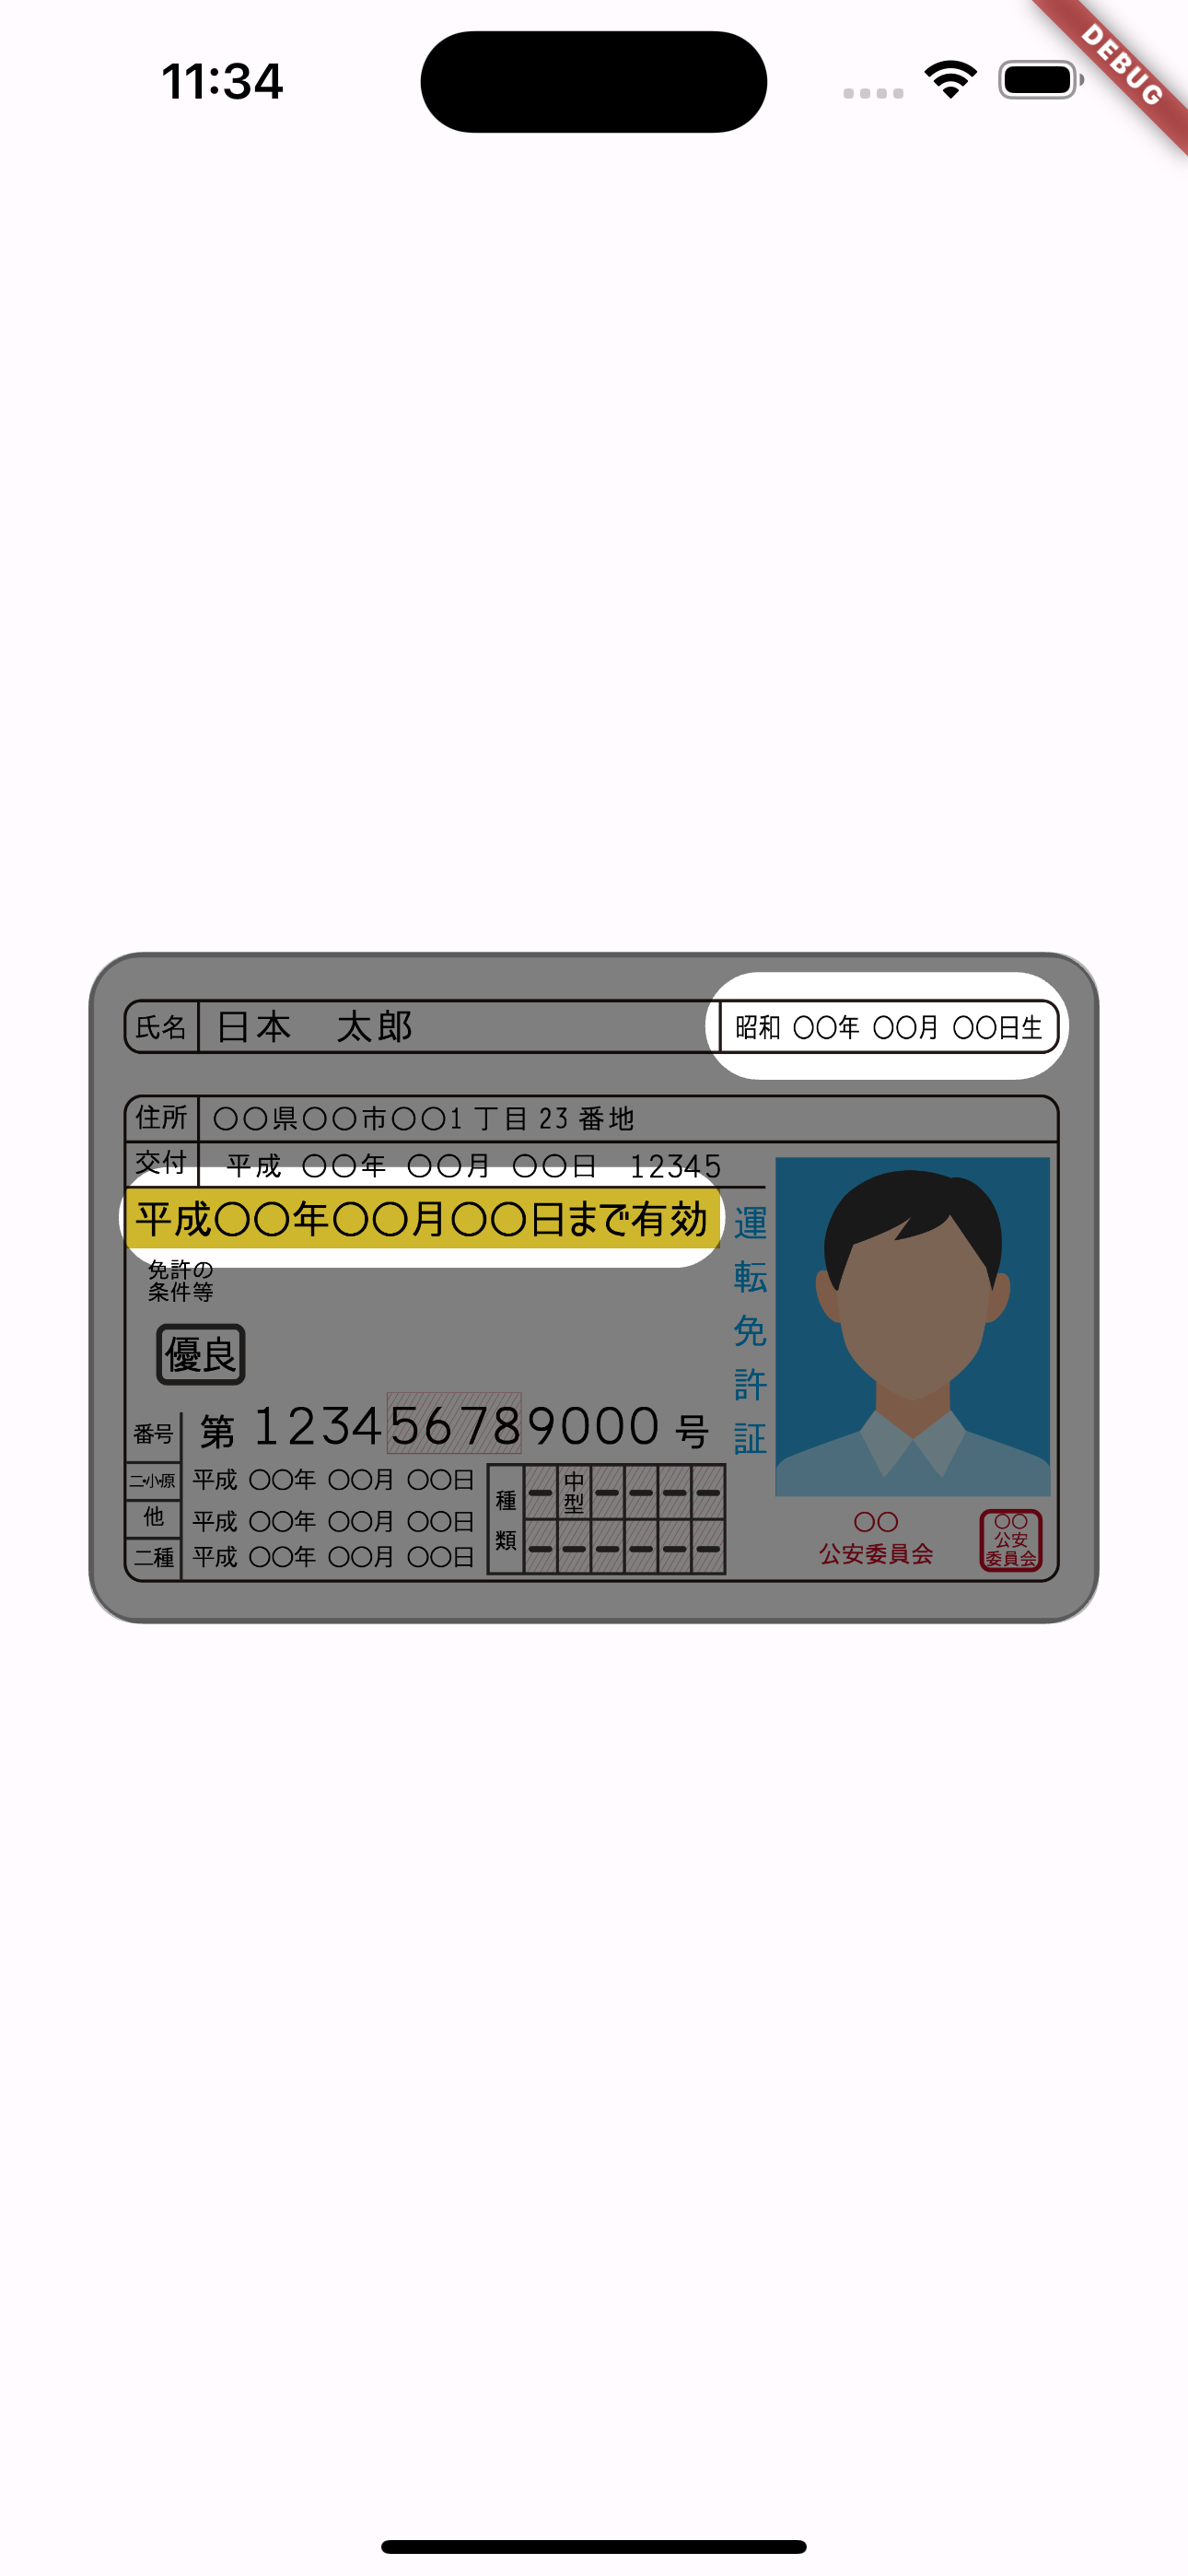 11:34
DEBUG
氏名 日本 太郎 昭和 〇〇年 〇〇月 〇〇日生
住所 〇〇県〇〇市〇〇1丁目23番地
交付 平成 〇〇年 〇〇月 〇〇日 12345
平成〇〇年〇〇月〇〇日まで有効
免許の
条件等
優良
運転免許証
番号 第 123456789000 号
二・小・原 平成 〇〇年 〇〇月 〇〇日
他 平成 〇〇年 〇〇月 〇〇日
二種 平成 〇〇年 〇〇月 〇〇日
種類
中型
〇〇
公安委員会
〇〇
公安
委員会